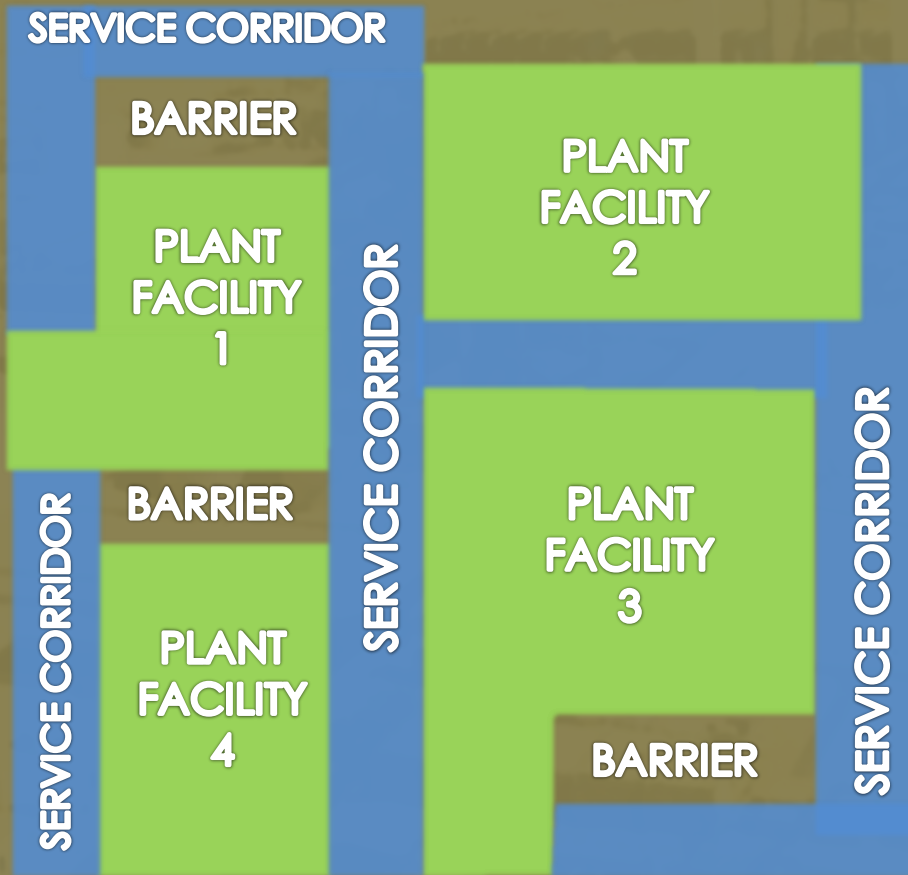 SERVICE CORRIDOR
BARRIER
PLANT
FACILITY
1
PLANT
FACILITY
2
SERVICE CORRIDOR
BARRIER
PLANT
FACILITY
3
SERVICE CORRIDOR
SERVICE CORRIDOR
PLANT
FACILITY
4
BARRIER